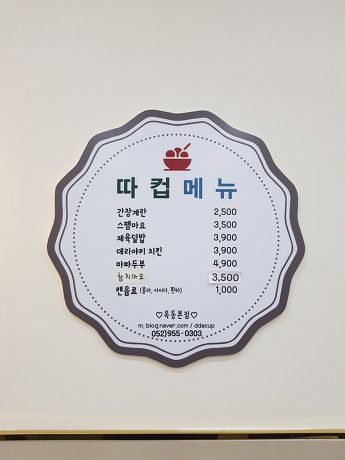 따컵메뉴
간장계란 2,500
스팸마요 3,500
제육덮밥 3,900
데리야키 치킨 3,900
마파두부 4,900
참치마요 3,500
캔음료 (콜라, 사이다, 환타) 1,000
♡옥동본점♡
m.blog.naver.com / ddacup
052)955-0303